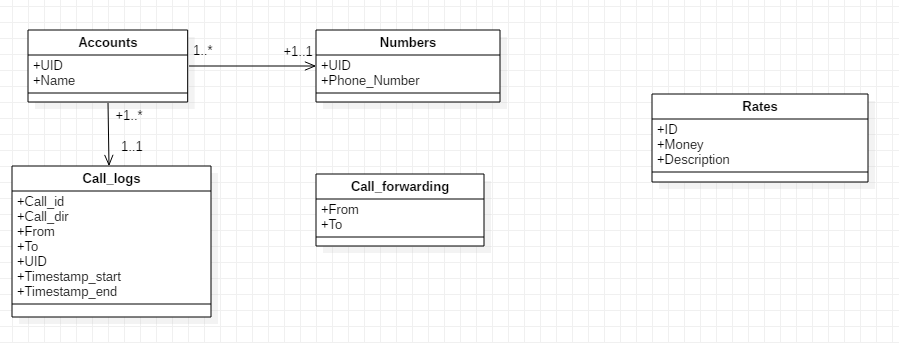 Accounts
+UID
+Name
1..*
+1..1
Numbers
+UID
+Phone_Number
+1..*
1..1
Call_logs
+Call_id
+Call_dir
+From
+To
+UID
+Timestamp_start
+Timestamp_end
Call_forwarding
+From
+To
Rates
+ID
+Money
+Description